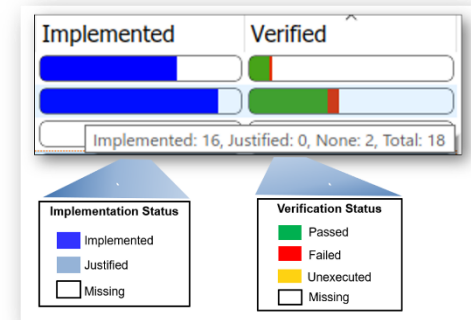 Implemented Verified
Implemented: 16, Justified: 0, None: 2, Total: 18
Implementation Status
Implemented
Justified
Missing
Verification Status
Passed
Failed
Unexecuted
Missing